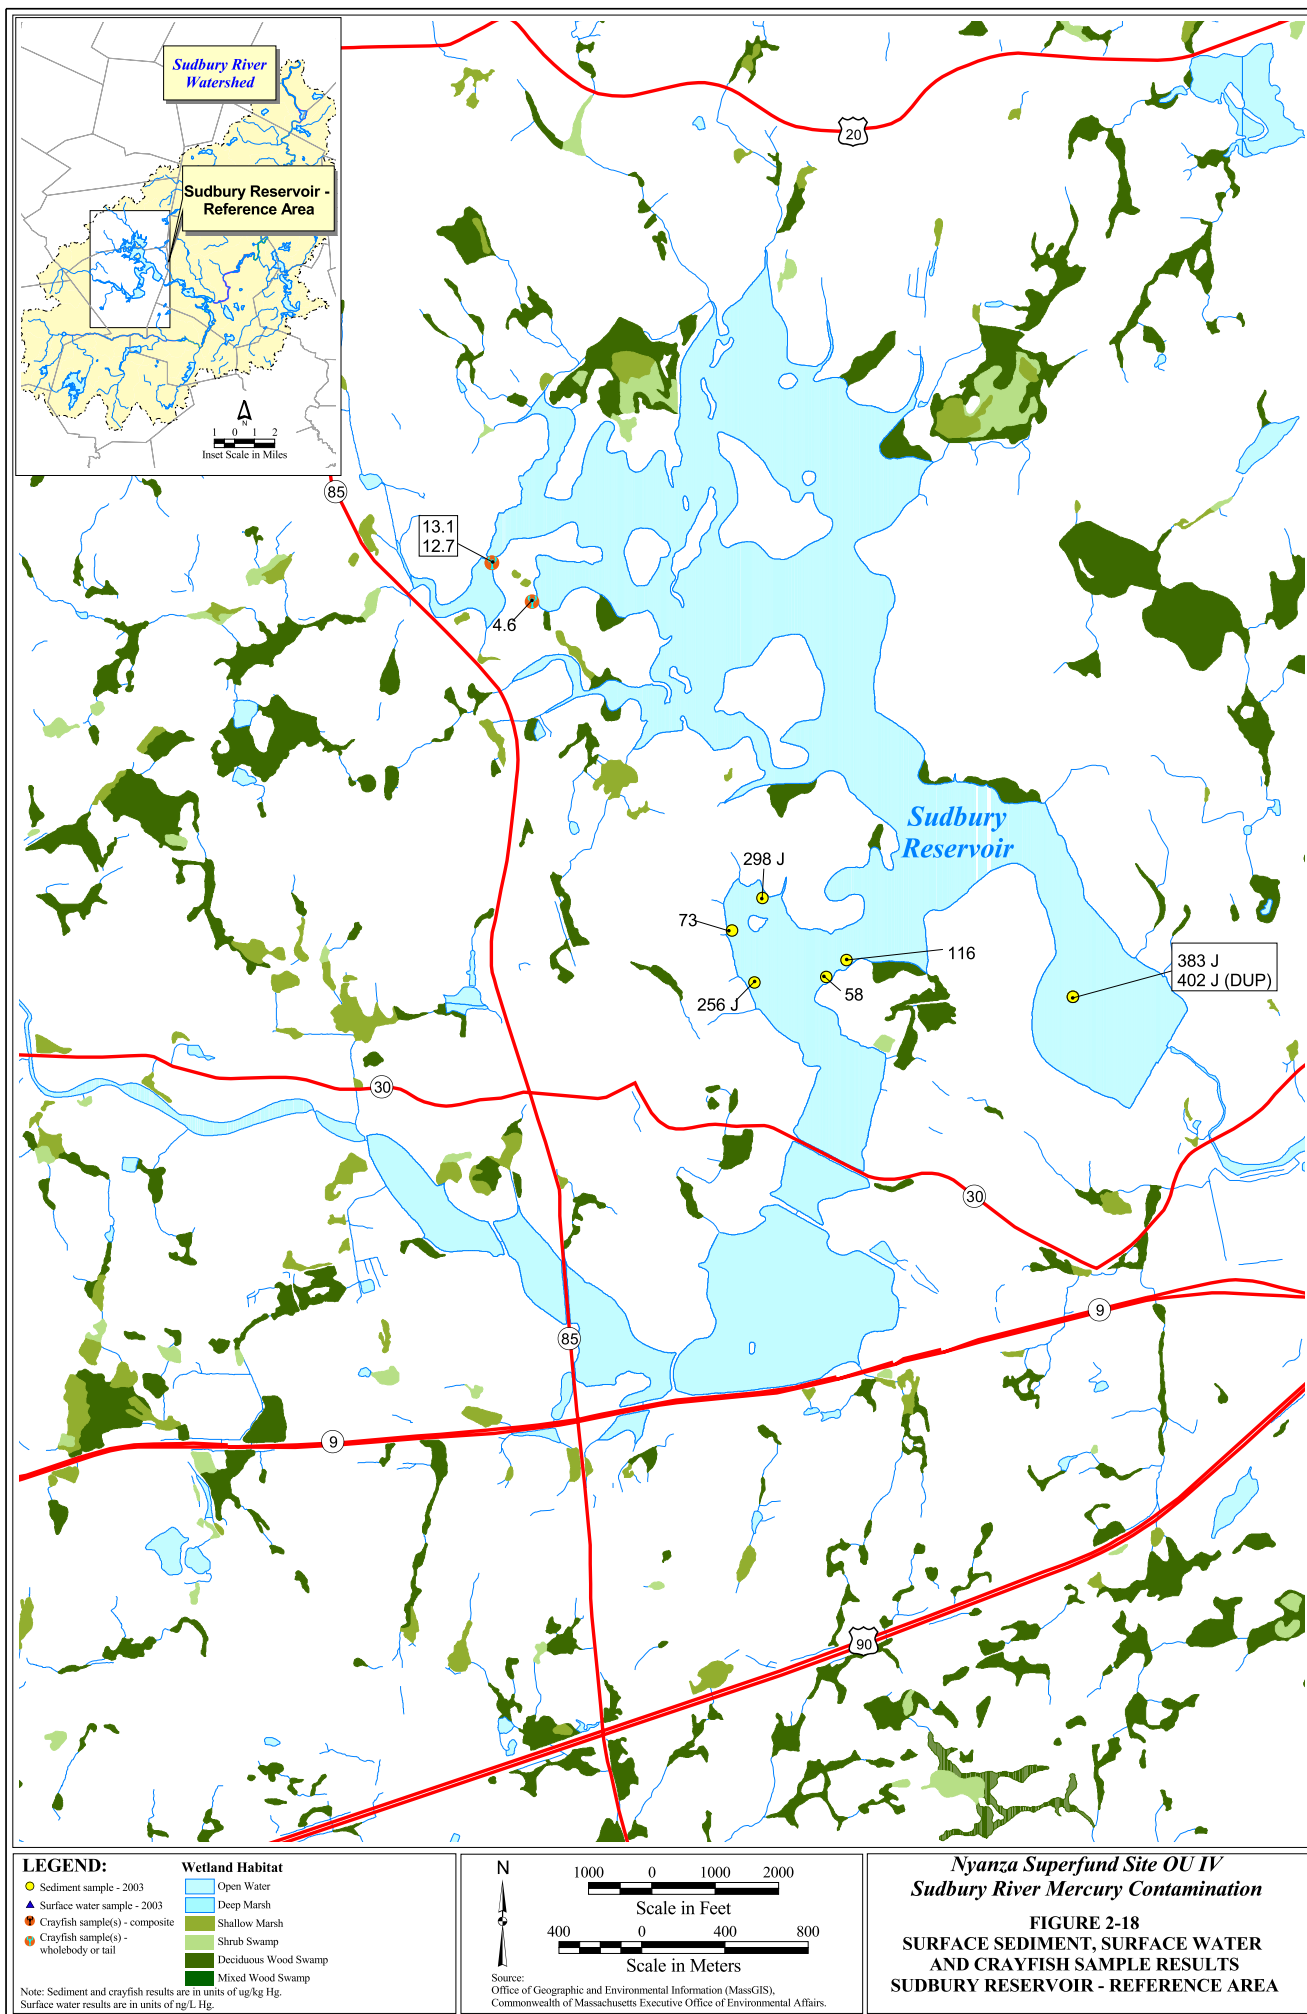 Sudbury River
Watershed
Sudbury Reservoir -
Reference Area
N
1 0 1 2
Inset Scale in Miles
20
85
13.1
12.7
4.6
Sudbury
Reservoir
298 J
73
116
256 J
58
383 J
402 J (DUP)
30
30
9
85
9
90
LEGEND:
Sediment sample - 2003
Surface water sample - 2003
Crayfish sample(s) - composite
Crayfish sample(s) -
wholebody or tail
Wetland Habitat
Open Water
Deep Marsh
Shallow Marsh
Shrub Swamp
Deciduous Wood Swamp
Mixed Wood Swamp
Note: Sediment and crayfish results are in units of ug/kg Hg.
Surface water results are in units of ng/L Hg.
N
1000 0 1000 2000
Scale in Feet
400 0 400 800
Scale in Meters
Source:
Office of Geographic and Environmental Information (MassGIS),
Commonwealth of Massachusetts Executive Office of Environmental Affairs.
Nyanza Superfund Site OU IV
Sudbury River Mercury Contamination
FIGURE 2-18
SURFACE SEDIMENT, SURFACE WATER
AND CRAYFISH SAMPLE RESULTS
SUDBURY RESERVOIR - REFERENCE AREA